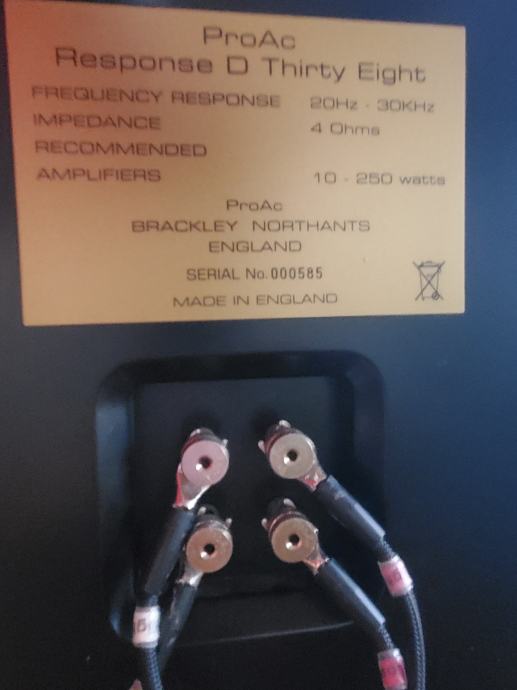 ProAc
Response D Thirty Eight
FREQUENCY RESPONSE 20Hz - 30KHz
IMPEDANCE 4 Ohms
RECOMMENDED
AMPLIFIERS 10 - 250 watts
ProAc
BRACKLEY NORTHANTS
ENGLAND
SERIAL No. 000585
MADE IN ENGLAND